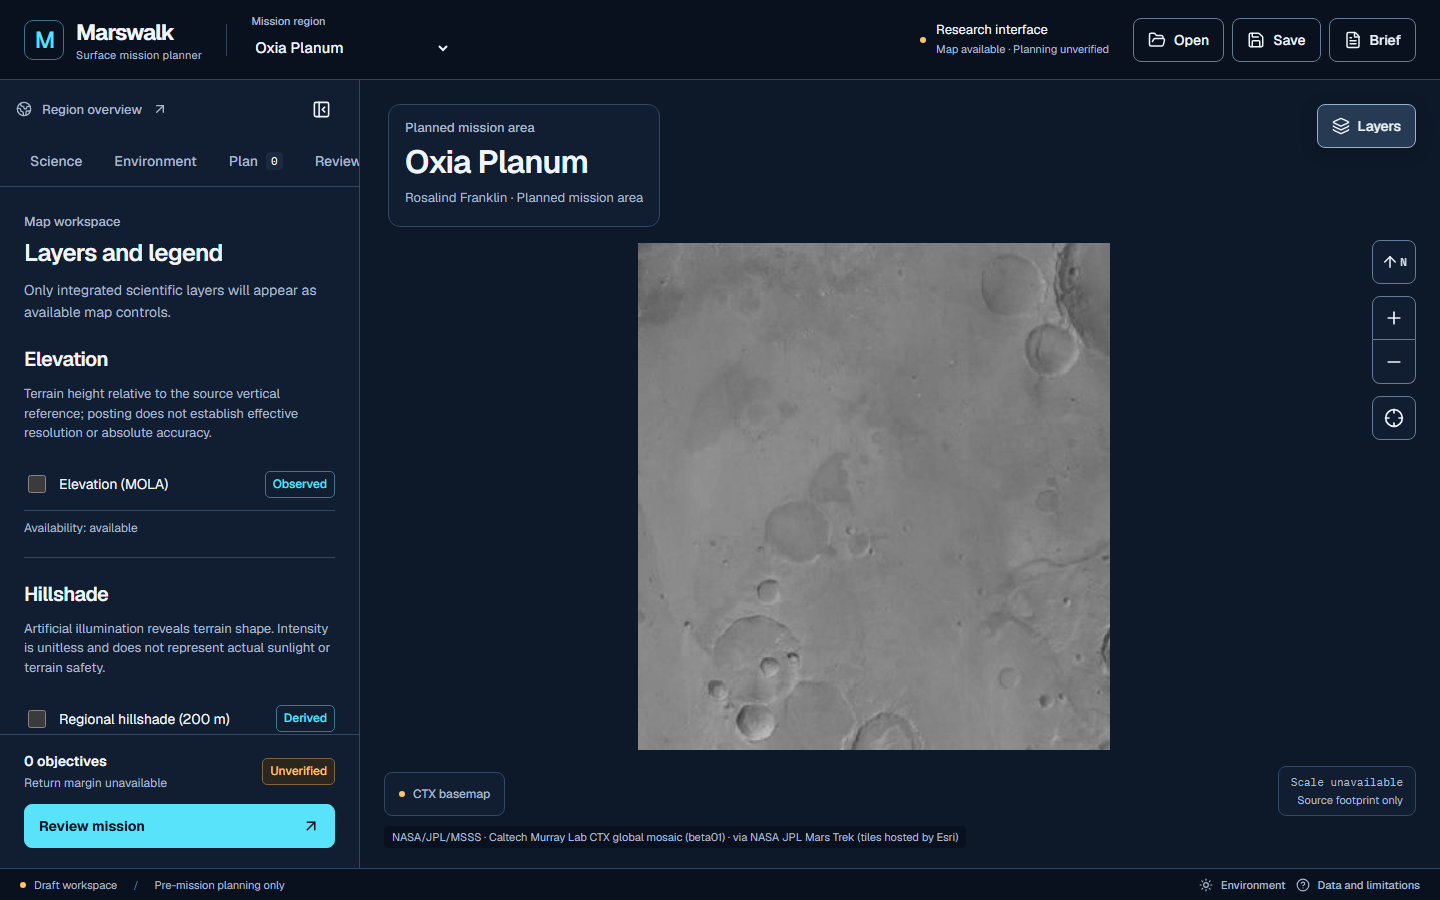 M
Marswalk
Surface mission planner
Mission region
Oxia Planum
Research interface
Map available · Planning unverified
Open
Save
Brief
Region overview
Science
Environment
Plan 0
Review
Map workspace
Layers and legend
Only integrated scientific layers will appear as
available map controls.
Elevation
Terrain height relative to the source vertical
reference; posting does not establish effective
resolution or absolute accuracy.
Elevation (MOLA)
Observed
Availability: available
Hillshade
Artificial illumination reveals terrain shape. Intensity
is unitless and does not represent actual sunlight or
terrain safety.
Regional hillshade (200 m)
Derived
0 objectives
Return margin unavailable
Unverified
Review mission
Planned mission area
Oxia Planum
Rosalind Franklin · Planned mission area
Layers
N
CTX basemap
Scale unavailable
Source footprint only
NASA/JPL/MSSS · Caltech Murray Lab CTX global mosaic (beta01) · via NASA JPL Mars Trek (tiles hosted by Esri)
Draft workspace / Pre-mission planning only
Environment
Data and limitations